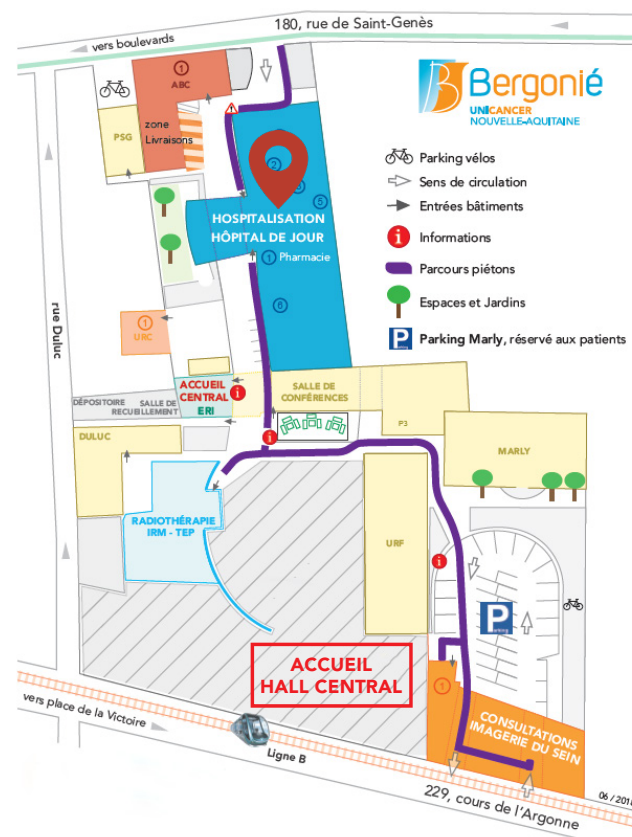 180, rue de Saint-Genès
vers boulevards
Bergonié
UNICANCER
NOUVELLE-AQUITAINE
1
ABC
PSG
zone
Livraisons
Parking vélos
Sens de circulation
Entrées bâtiments
i
Informations
Parcours piétons
Espaces et Jardins
P
Parking Marly, réservé aux patients
2
5
HOSPITALISATION
HÔPITAL DE JOUR
1 Pharmacie
6
rue Duluc
1
URC
ACCUEIL
CENTRAL
ERI
i
SALLE DE
CONFÉRENCES
DÉPOSITOIRE
SALLE DE
RECUEILLEMENT
P3
DULUC
i
MARLY
RADIOTHÉRAPIE
IRM - TEP
URF
i
P
Parking
ACCUEIL
HALL CENTRAL
1
CONSULTATIONS
IMAGERIE DU SEIN
vers place de la Victoire
Ligne B
229, cours de l'Argonne